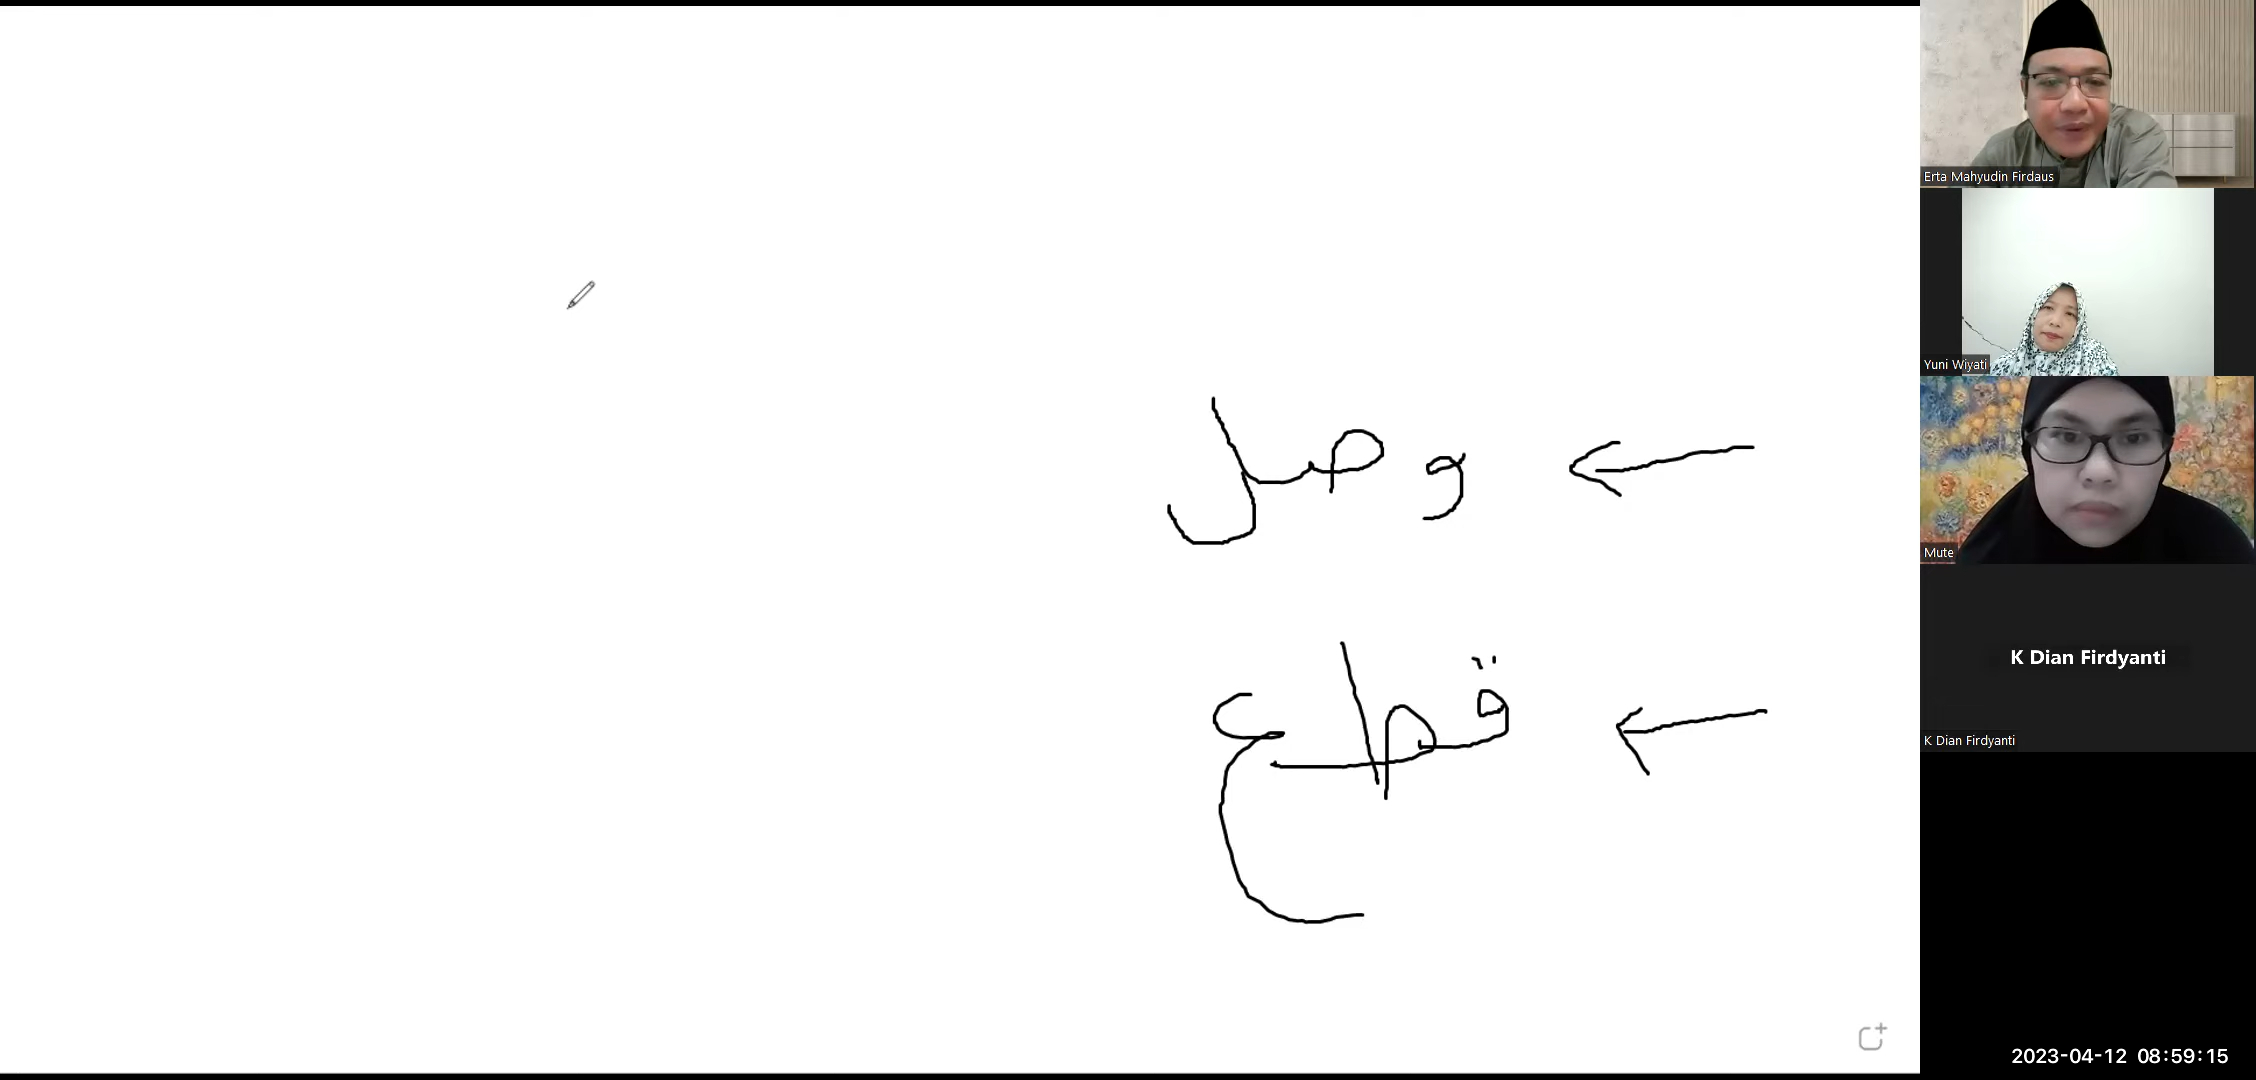 وصل
قطع
Erta Mahyudin Firdaus
Yuni Wiyati
Mute
K Dian Firdyanti
K Dian Firdyanti
2023-04-12 08:59:15